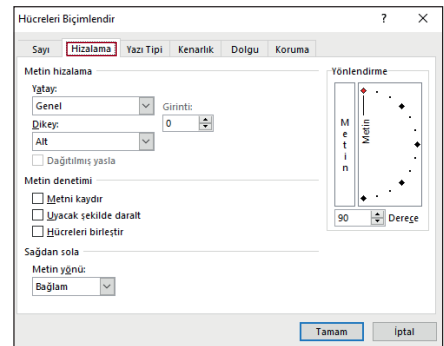 Hücreleri Biçimlendir ? X
Sayı Hizalama Yazı Tipi Kenarlık Dolgu Koruma
Metin hizalama
Yatay:
Genel
Girinti:
0
Dikey:
Alt
Dağıtılmış yasla
Metin denetimi
Metni kaydır
Uyacak şekilde daralt
Hücreleri birleştir
Sağdan sola
Metin yönü:
Bağlam
Yönlendirme
Metin
Metin
90 Derece
Tamam İptal